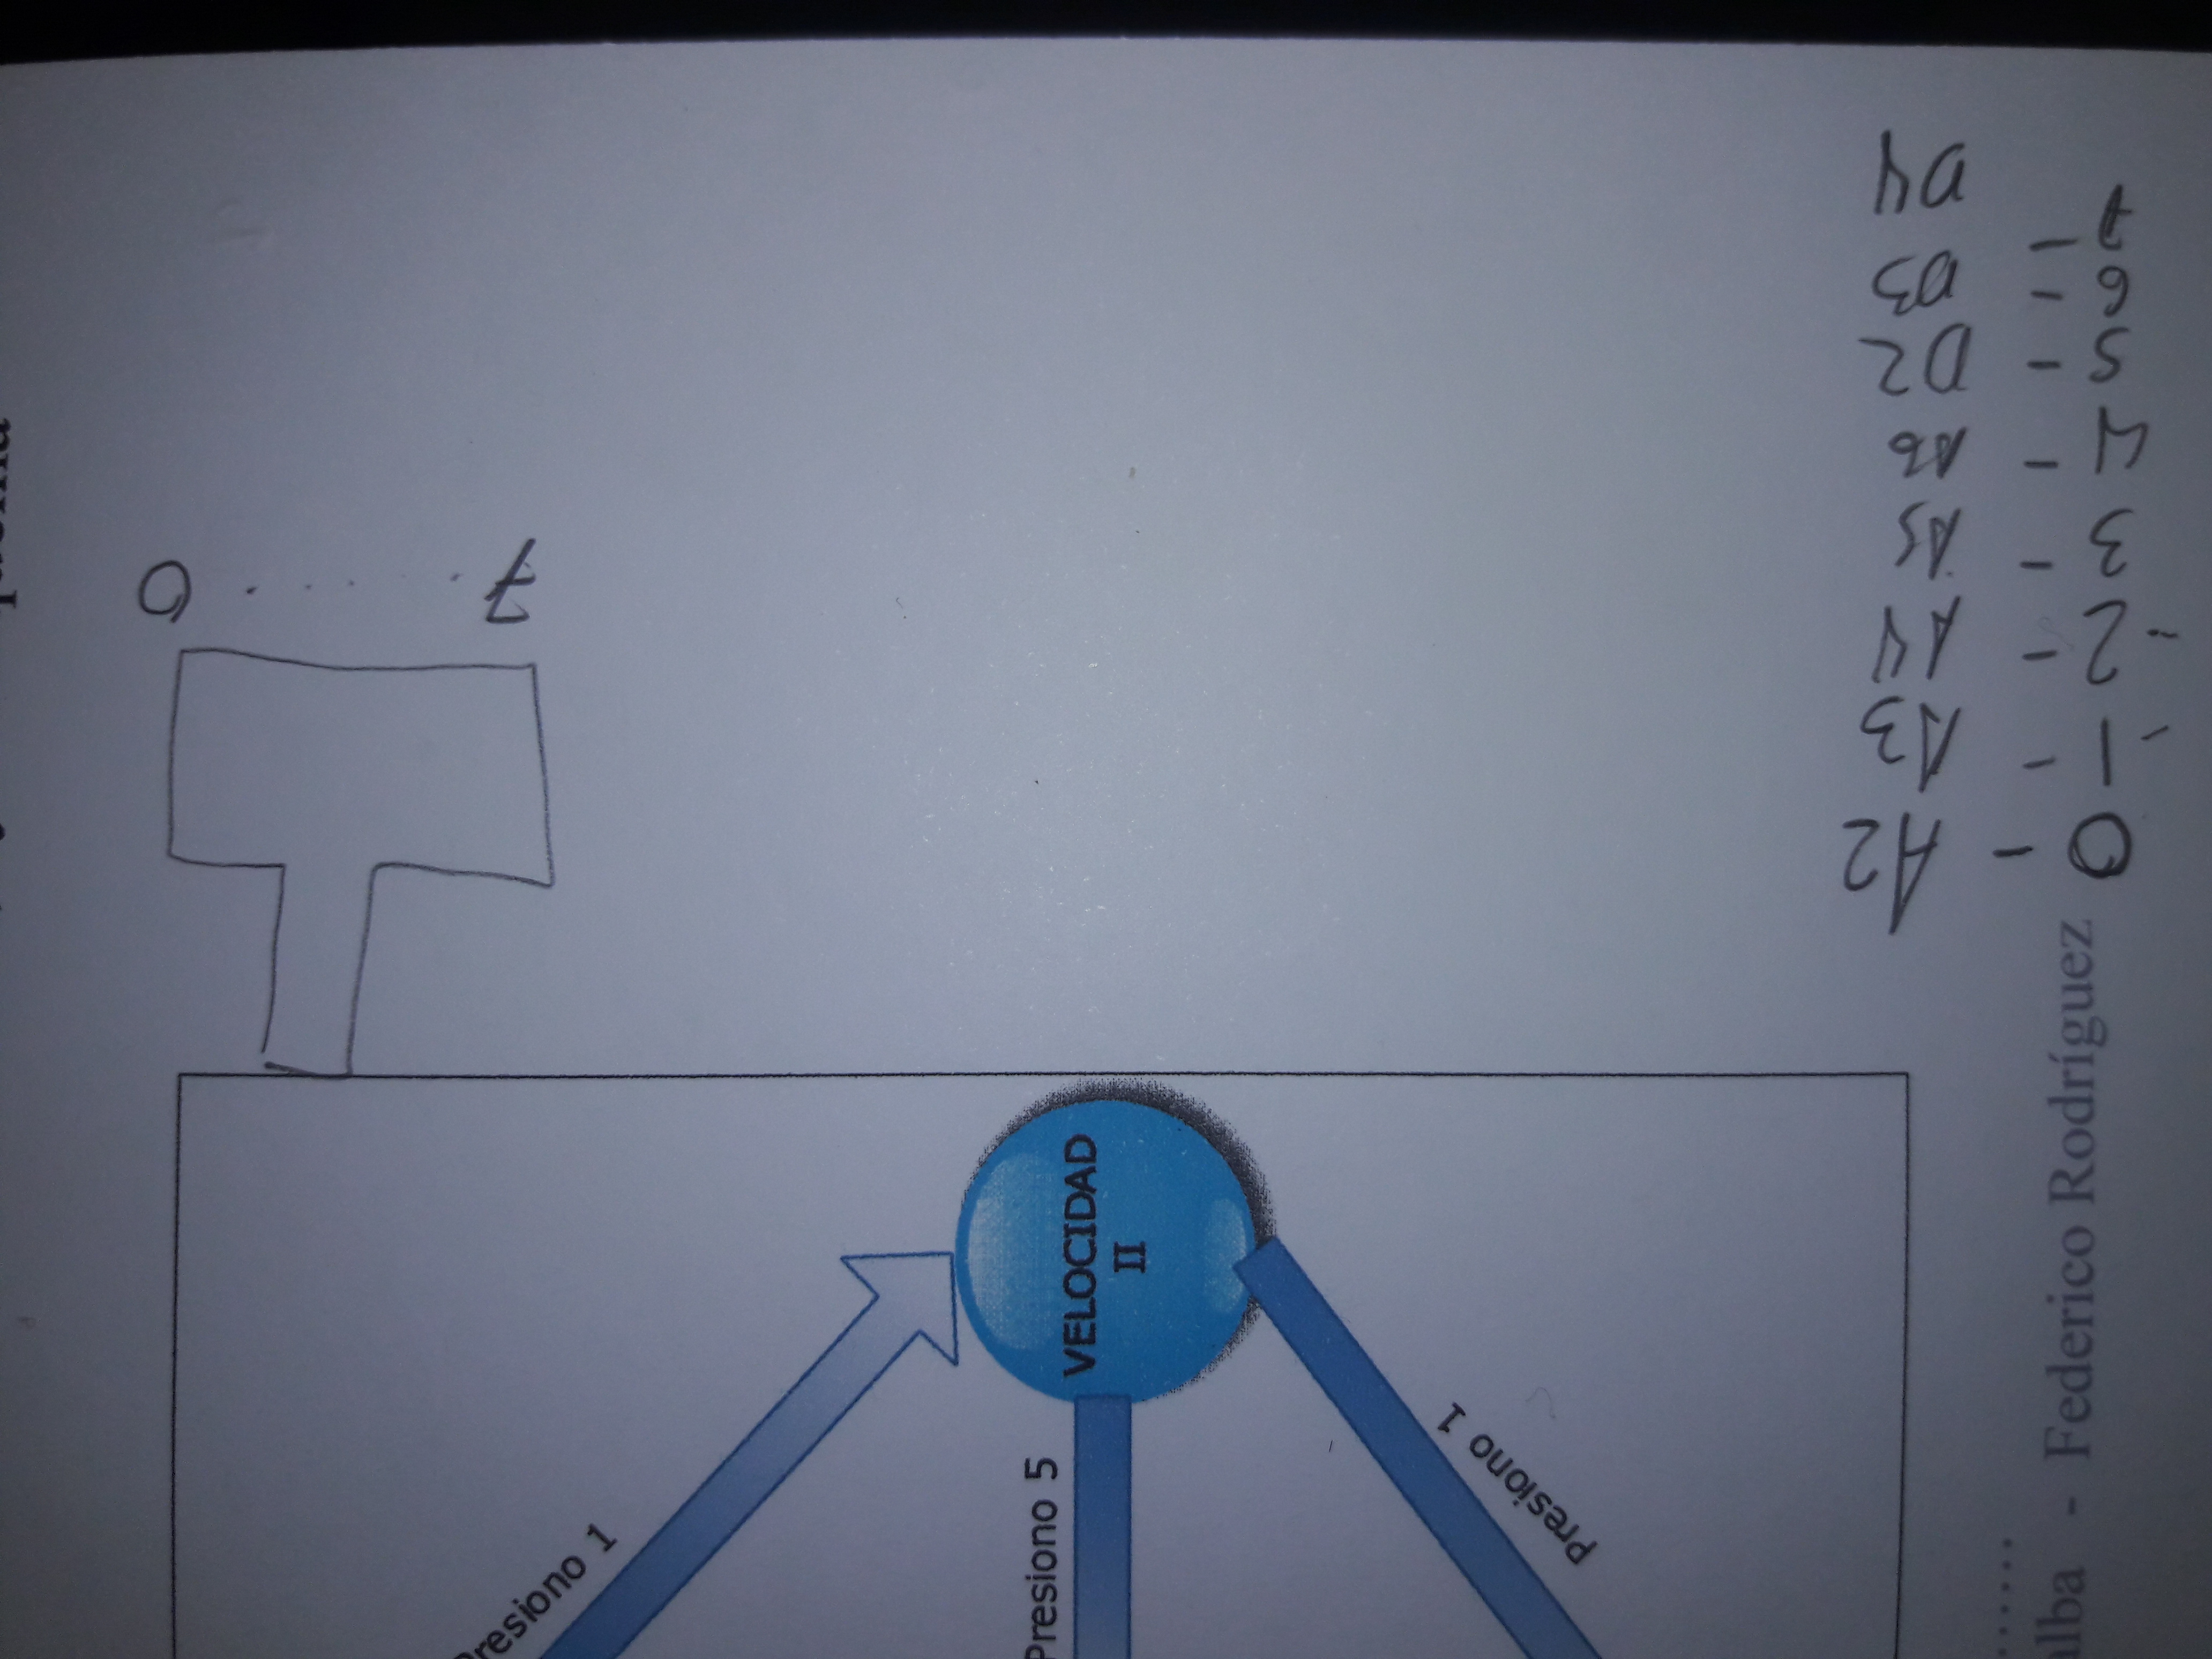 Presiono 1
Presiono 5
Presiono 1
VELOCIDAD
II
alba - Federico Rodríguez
......
0 - A2
1 - A3
2 - A4
3 - A5
4 - A6
5 - D2
6 - D3
7 - D4
7 ..... 0